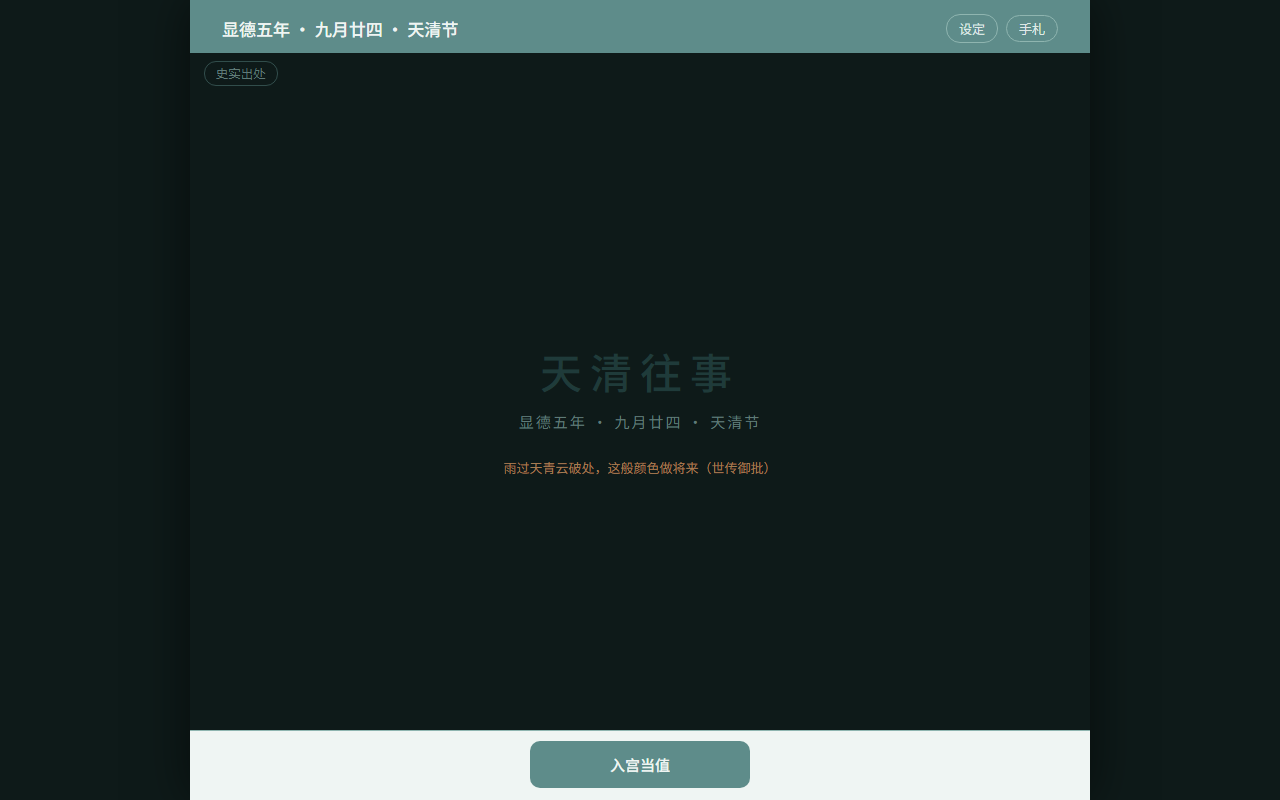 显德五年 • 九月廿四 • 天清节
设定
手札
史实出处
天清往事
显德五年 • 九月廿四 • 天清节
雨过天青云破处，这般颜色做将来（世传御批）
入宫当值